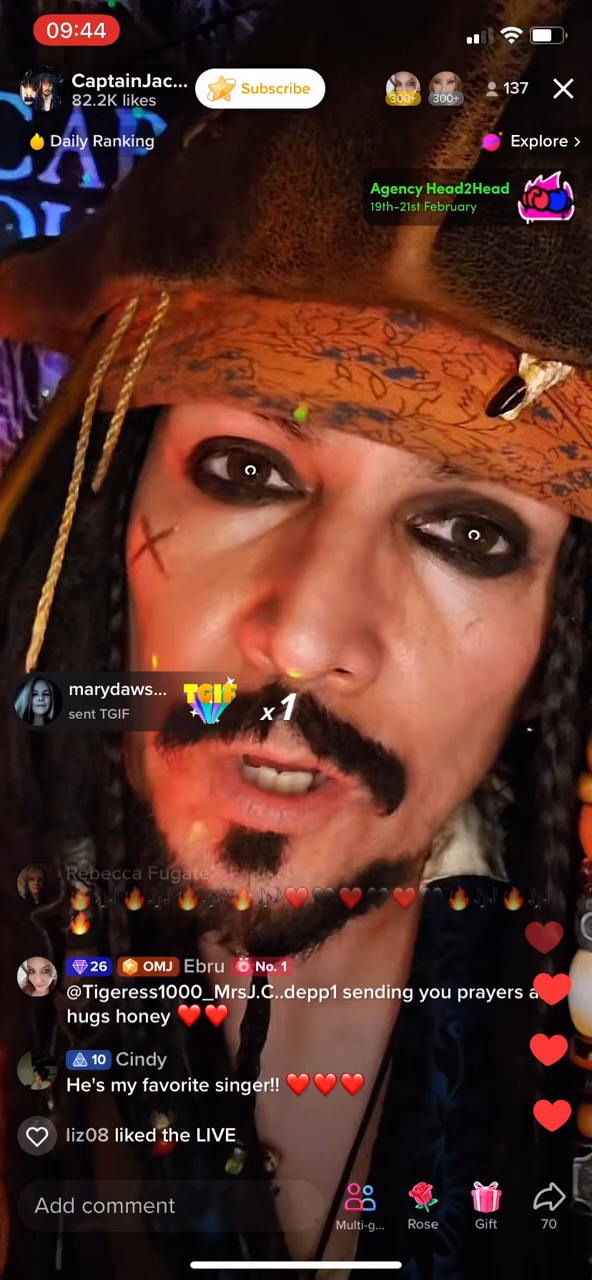 09:44
CaptainJac...
82.2K likes
Subscribe
300+
300+
137
Daily Ranking
Explore >
Agency Head2Head
19th-21st February
marydaws...
sent TGIF
TGIF
x1
Rebecca Fugate
26 OMJ Ebru No. 1
@Tigeress1000_MrsJ.C..depp1 sending you prayers a
hugs honey ❤️❤️
10 Cindy
He's my favorite singer!! ❤️❤️❤️
liz08 liked the LIVE
Add comment
Multi-g...
Rose
Gift
70